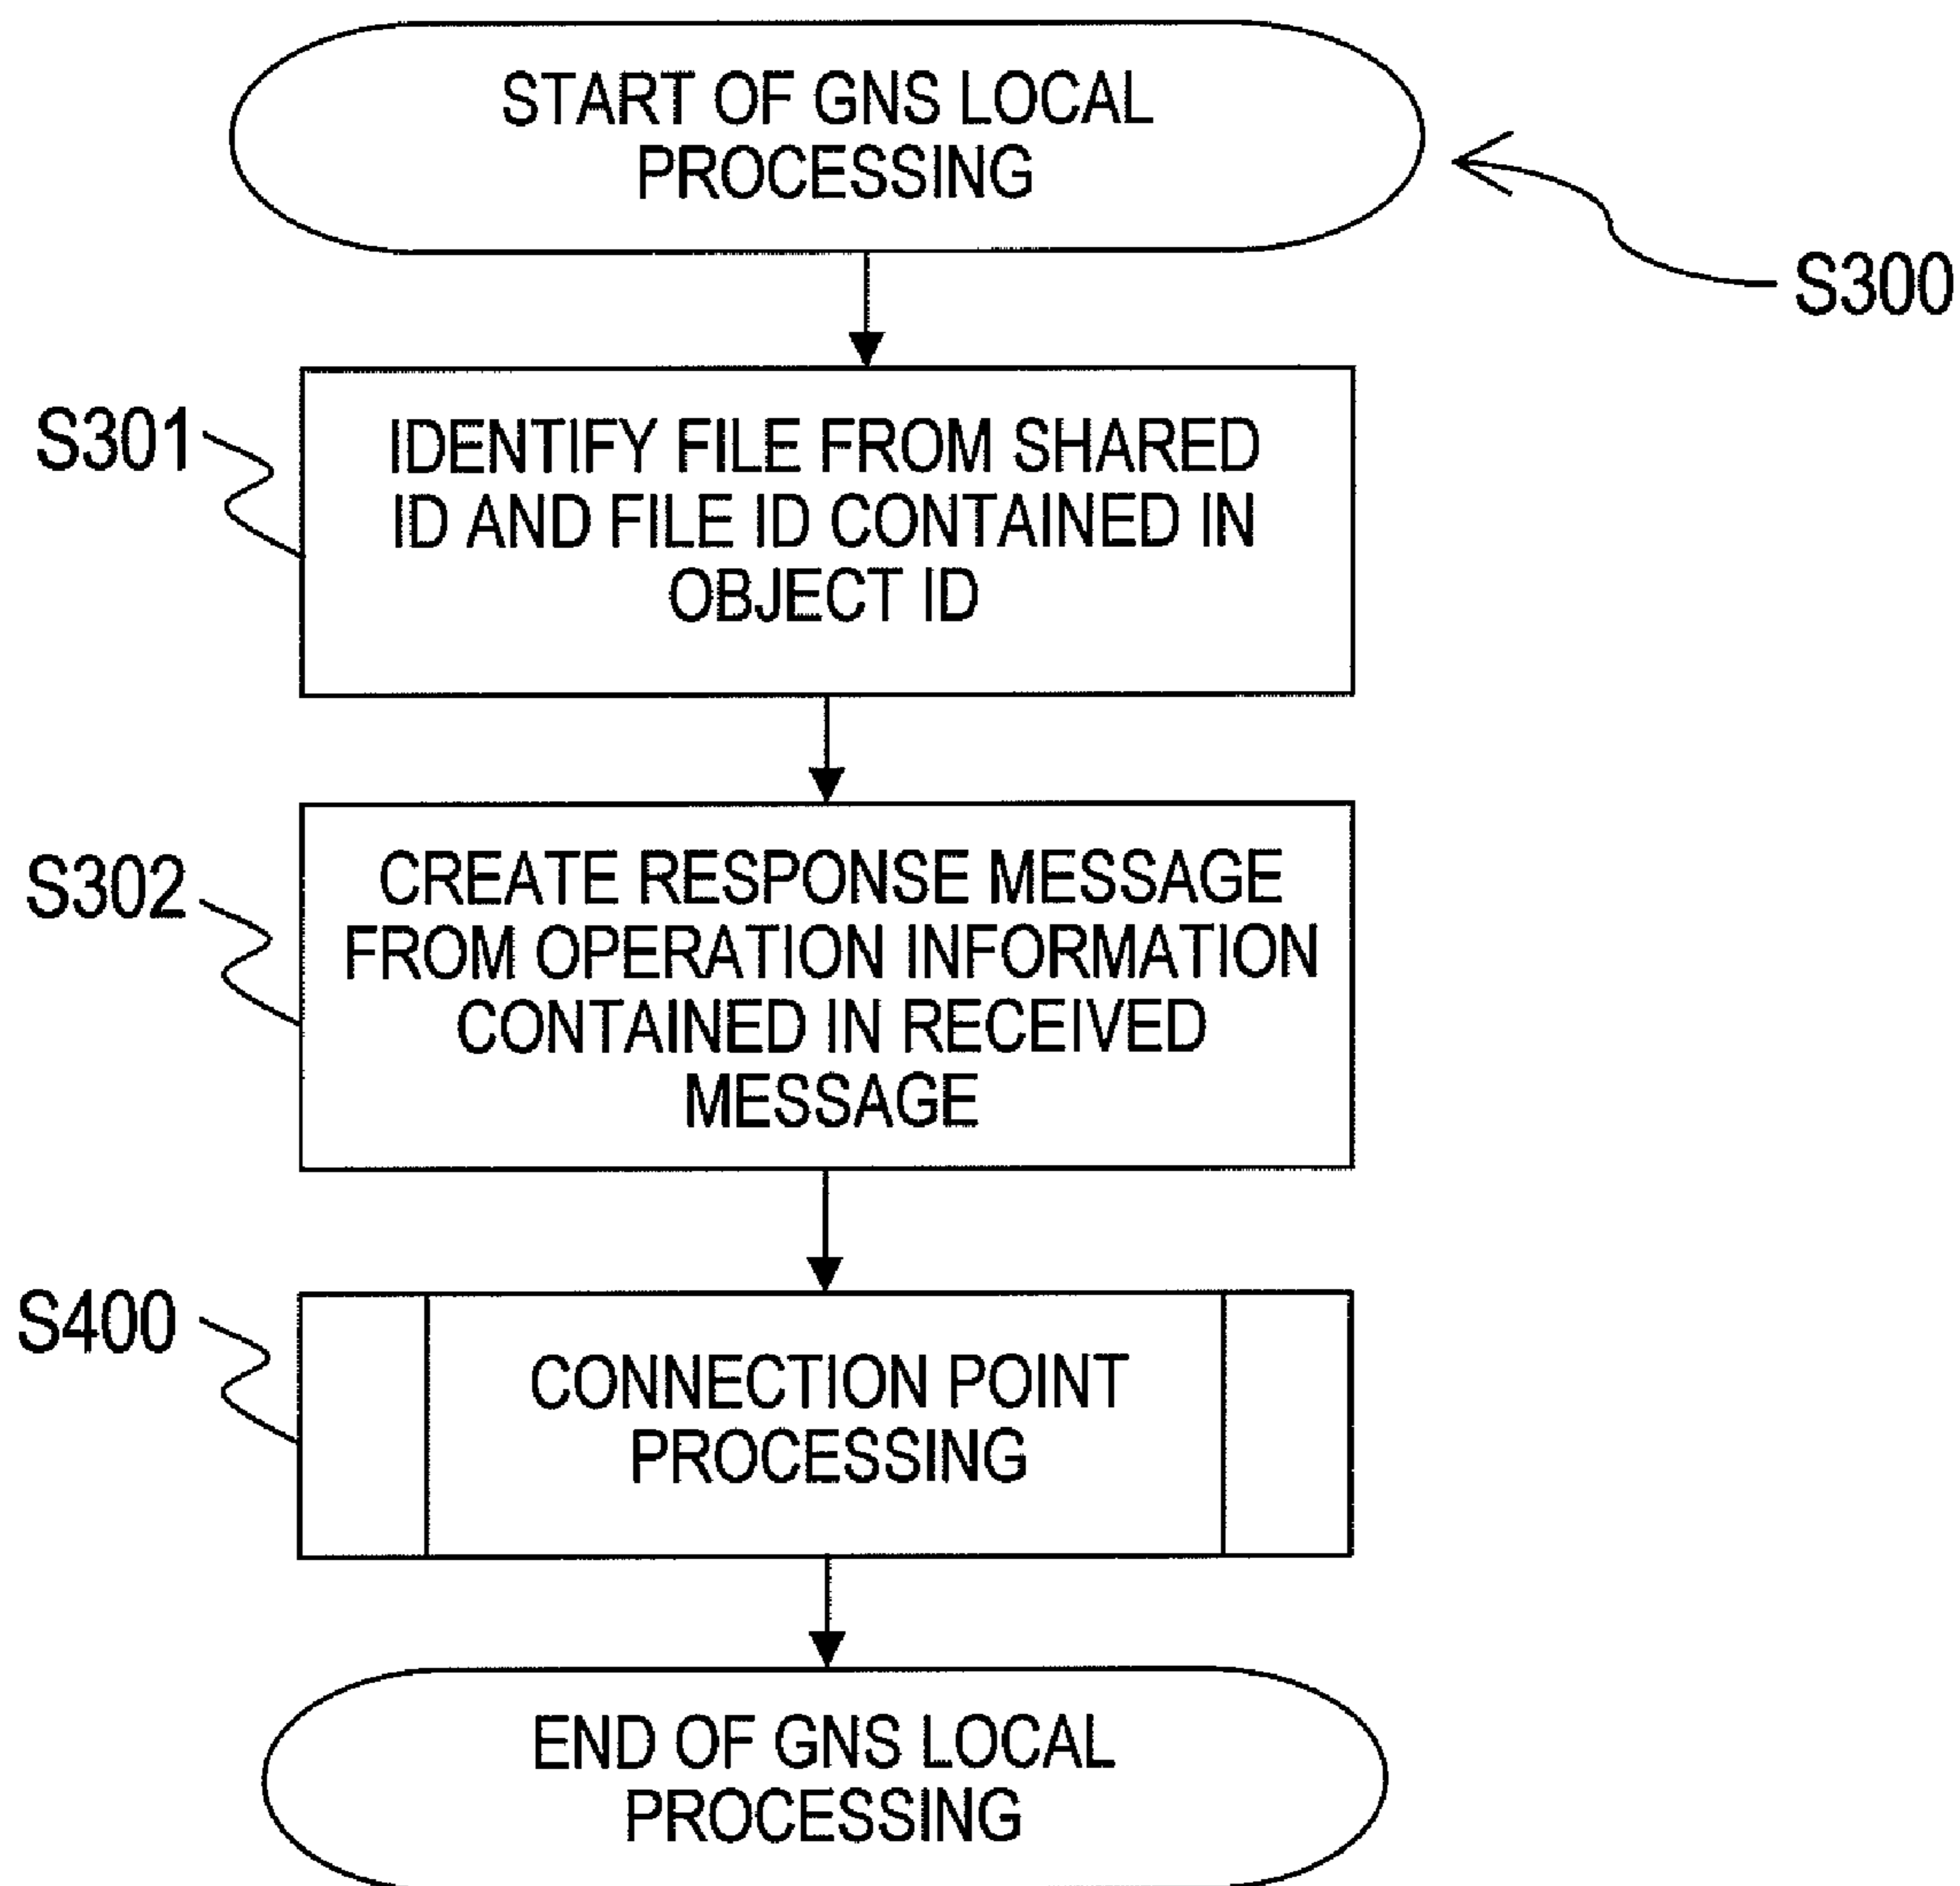 START OF GNS LOCAL
PROCESSING
S300
S301
IDENTIFY FILE FROM SHARED
ID AND FILE ID CONTAINED IN
OBJECT ID
S302
CREATE RESPONSE MESSAGE
FROM OPERATION INFORMATION
CONTAINED IN RECEIVED
MESSAGE
S400
CONNECTION POINT
PROCESSING
END OF GNS LOCAL
PROCESSING